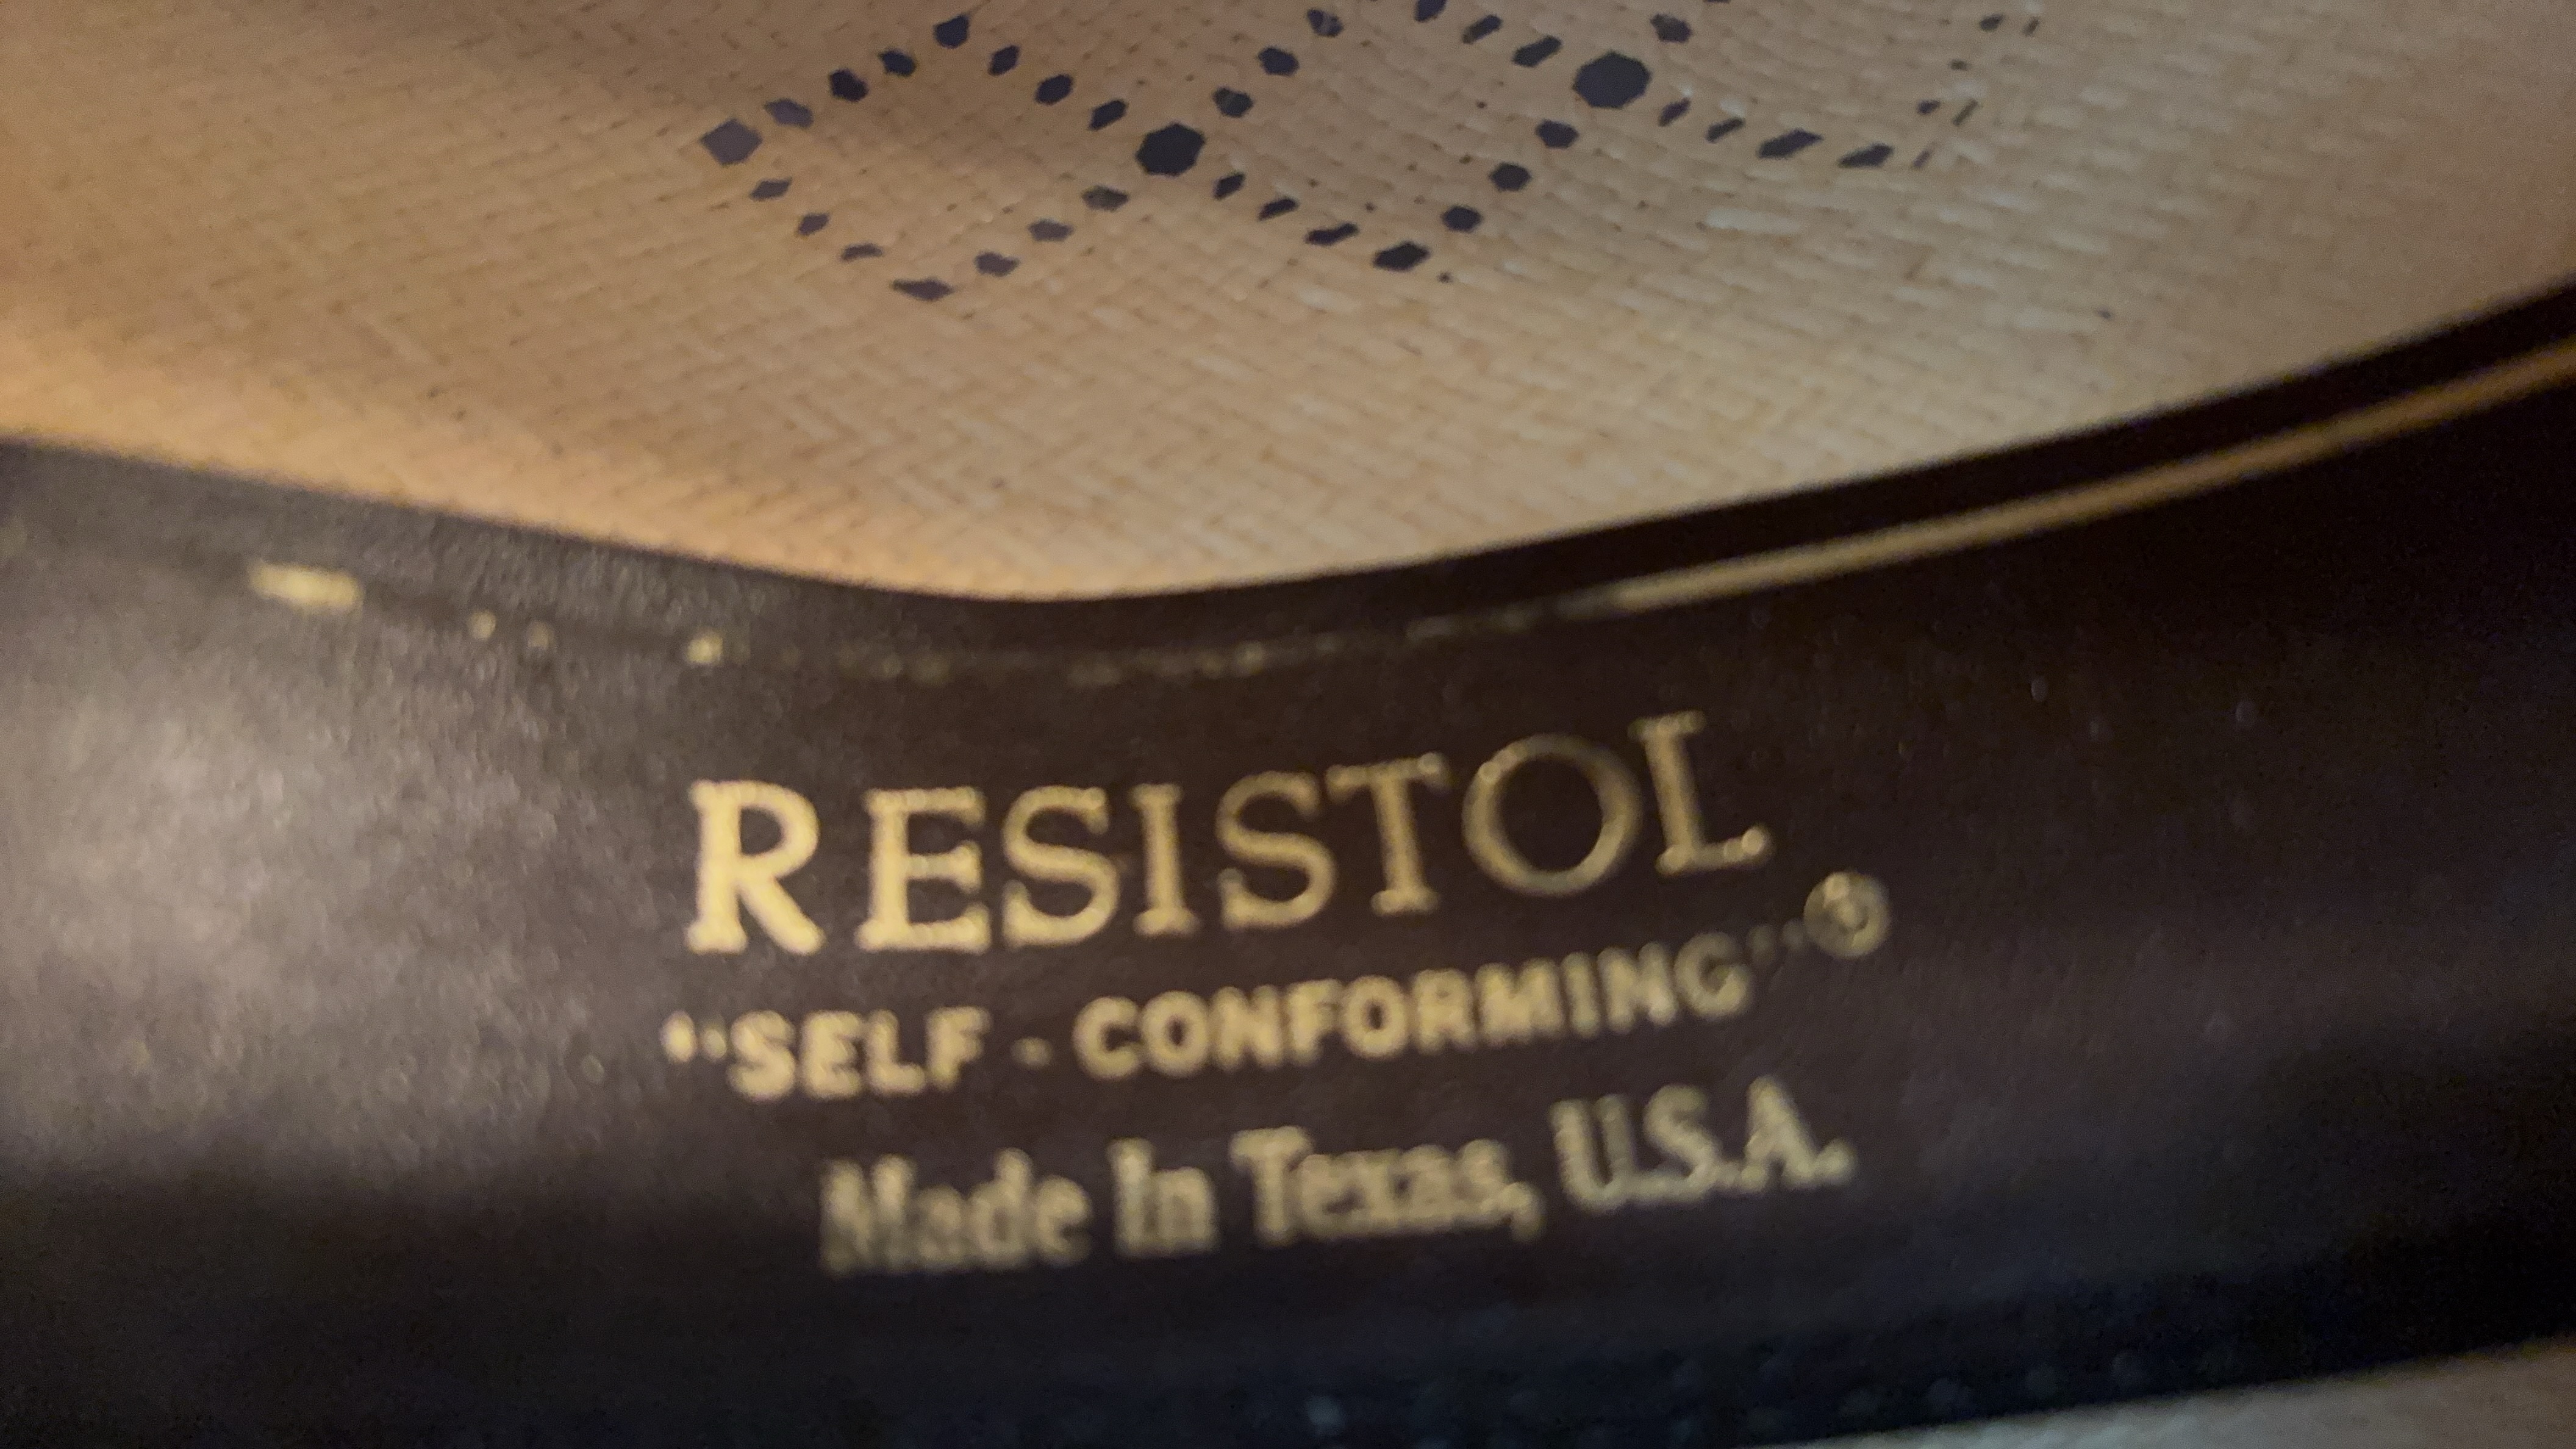 RESISTOL
"SELF - CONFORMING"®
Made In Texas, U.S.A.